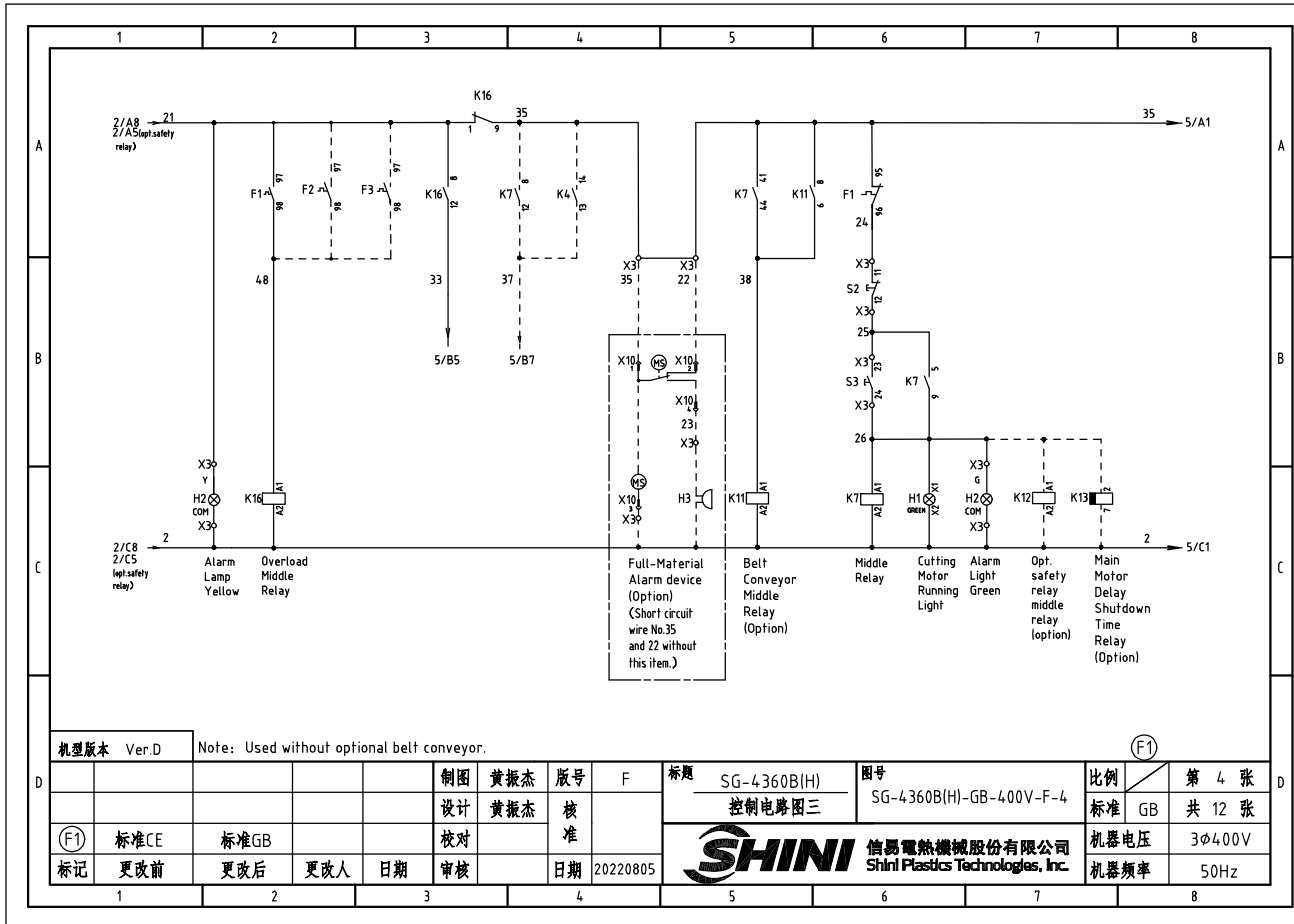 1 2 3 4 5 6 7 8
A A
B B
C C
D D
2/A8 21
2/A5(opt.safety
relay)
K16
1 9
35
35 5/A1
F1 97 98
F2 97 98
F3 97 98
K16 8 12
K7 8 12
K4 14 13
K7 41 44
K11 8 6
F1 95 96
24
48
33
37
X3
35
X3
22
38
X3
S2 11 12
X3
25
5/B5
5/B7
X10 1
MS
X10 2
X10 4
23
X3
X3
S3 23 24
X3
K7 5 9
26
X3
Y
H2
COM
X3
K16 A1 A2
MS
X10 3
X3
H3
K11 A1 A2
K7 A1 A2
H1 X1 X2
GREEN
X3
G
H2
COM
X3
K12 A1 A2
K13 2 7
2/C8 2
2/C5
(opt.safety
relay)
2 5/C1
Alarm
Lamp
Yellow
Overload
Middle
Relay
Full-Material
Alarm device
(Option)
(Short circuit
wire No.35
and 22 without
this item.)
Belt
Conveyor
Middle
Relay
(Option)
Middle
Relay
Cutting
Motor
Running
Light
Alarm
Light
Green
Opt.
safety
relay
middle
relay
(option)
Main
Motor
Delay
Shutdown
Time
Relay
(Option)
机型版本 Ver.D
Note: Used without optional belt conveyor.
F1
制图 黄振杰 版号 F
设计 黄振杰 核准
校对
审核 日期 20220805
F1 标准CE 标准GB
标记 更改前 更改后 更改人 日期
标题 SG-4360B(H)
控制电路图三
图号
SG-4360B(H)-GB-400V-F-4
比例 第 4 张
标准 GB 共 12 张
机器电压 3Φ400V
机器频率 50Hz
SHINI
信易電熱機械股份有限公司
Shini Plastics Technologies, Inc.
1 2 3 4 5 6 7 8